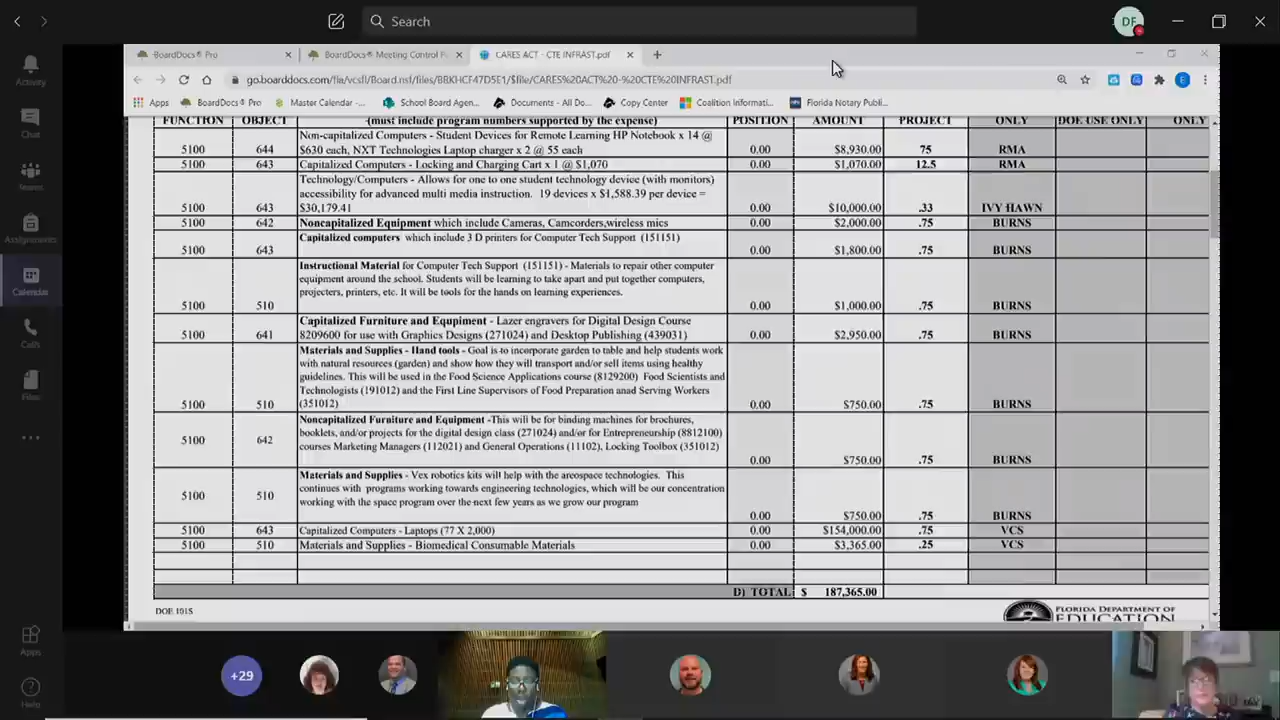 Search
DF
BoardDocs® Pro
BoardDocs® Meeting Control P
CARES ACT - CTE INFRAST.pdf
go.boarddocs.com/fla/vcsfl/Board.nsf/files/BBKHCF47D5E1/$file/CARES%20ACT%20-%20CTE%20INFRAST.pdf
E
Apps
BoardDocs® Pro
Master Calendar -...
School Board Agen...
Documents - All Do...
Copy Center
Coalition Informati...
Florida Notary Publi...
FUNCTION OBJECT (must include program numbers supported by the expense) POSITION AMOUNT PROJECT ONLY DOE USE ONLY ONLY
Non-capitalized Computers - Student Devices for Remote Learning HP Notebook x 14 @
5100 644 $630 each, NXT Technologies Laptop charger x 2 @ 55 each 0.00 $8,930.00 75 RMA
5100 643 Capitalized Computers - Locking and Charging Cart x 1 @ $1,070 0.00 $1,070.00 12.5 RMA
Technology/Computers - Allows for one to one student technology device (with monitors)
accessibility for advanced multi media instruction. 19 devices x $1,588.39 per device =
5100 643 $30,179.41 0.00 $10,000.00 .33 IVY HAWN
5100 642 Noncapitalized Equipment which include Cameras, Camcorders,wireless mics 0.00 $2,000.00 .75 BURNS
Capitalized computers which include 3 D printers for Computer Tech Support (151151)
5100 643 0.00 $1,800.00 .75 BURNS
Instructional Material for Computer Tech Support (151151) - Materials to repair other computer
equipment around the school. Students will be learning to take apart and put together computers,
projecters, printers, etc. It will be tools for the hands on learning experiences.
5100 510 0.00 $1,000.00 .75 BURNS
Capitalized Furniture and Equpiment - Lazer engravers for Digital Design Course
5100 641 8209600 for use with Graphics Designs (271024) and Desktop Publishing (439031) 0.00 $2,950.00 .75 BURNS
Materials and Supplies - Hand tools - Goal is to incorporate garden to table and help students work
with natural resources (garden) and show how they will transport and/or sell items using healthy
guidelines. This will be used in the Food Science Applications course (8129200) Food Scientists and
Technologists (191012) and the First Line Supervisors of Food Preparation anad Serving Workers
5100 510 (351012) 0.00 $750.00 .75 BURNS
Noncapitalized Furniture and Equipment -This will be for binding machines for brochures,
booklets, and/or projects for the digital design class (271024) and/or for Entrepreneurship (8812100)
5100 642 courses Marketing Managers (112021) and General Operations (11102), Locking Toolbox (351012)
0.00 $750.00 .75 BURNS
Materials and Supplies - Vex robotics kits will help with the areospace technologies. This
continues with programs working towards engineering technologies, which will be our concentration
5100 510 working with the space program over the next few years as we grow our program
0.00 $750.00 .75 BURNS
5100 643 Capitalized Computers - Laptops (77 X 2,000) 0.00 $154,000.00 .75 VCS
5100 510 Materials and Supplies - Biomedical Consumable Materials 0.00 $3,365.00 .25 VCS
D) TOTAL $ 187,365.00
DOE 101S
FLORIDA DEPARTMENT OF
EDUCATION
Activity
Chat
Teams
Assignments
Calendar
Calls
Files
Apps
Help
+29